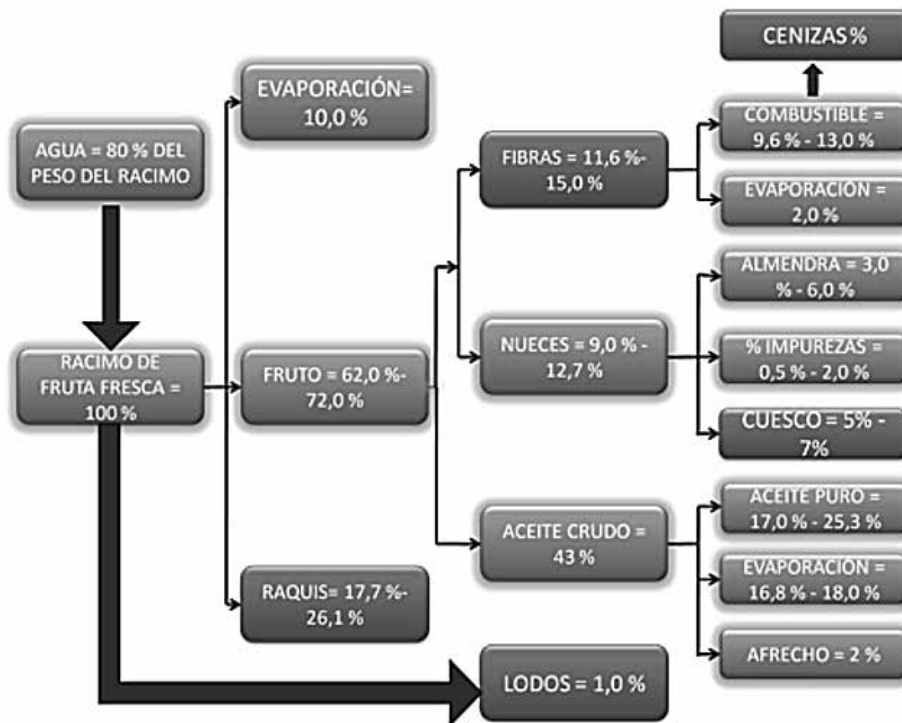 CENIZAS %
EVAPORACIÓN=
10,0 %
COMBUSTIBLE =
9,6 % - 13,0 %
AGUA = 80 % DEL
PESO DEL RACIMO
FIBRAS = 11,6 %-
15,0 %
EVAPORACIÓN =
2,0 %
ALMENDRA = 3,0
% - 6,0 %
RACIMO DE
FRUTA FRESCA =
100 %
FRUTO = 62,0 %-
72,0 %
NUECES = 9,0 % -
12,7 %
% IMPUREZAS =
0,5 % - 2,0 %
CUESCO = 5% -
7%
ACEITE CRUDO =
43 %
ACEITE PURO =
17,0 % - 25,3 %
EVAPORACIÓN =
16,8 % - 18,0 %
RAQUIS= 17,7 %-
26,1 %
AFRECHO = 2 %
LODOS = 1,0 %